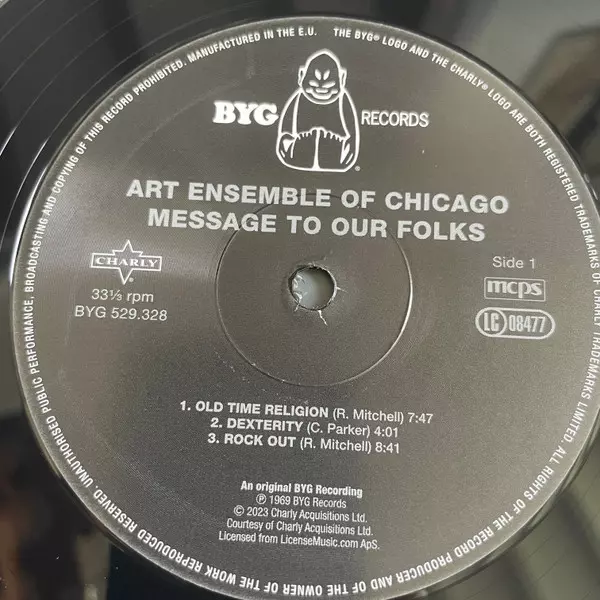 MANUFACTURED IN THE E.U. THE BYG® LOGO AND THE CHARLY® LOGO ARE BOTH REGISTERED TRADEMARKS OF CHARLY TRADEMARKS LIMITED. ALL RIGHTS OF THE RECORD PRODUCER AND OF THE OWNER OF THE WORK REPRODUCED RESERVED. UNAUTHORISED PUBLIC PERFORMANCE, BROADCASTING AND COPYING OF THIS RECORD PROHIBITED.
BYG RECORDS
®
ART ENSEMBLE OF CHICAGO
MESSAGE TO OUR FOLKS
CHARLY
®
33⅓ rpm
BYG 529.328
Side 1
mcps
LC 08477
1. OLD TIME RELIGION (R. Mitchell) 7:47
2. DEXTERITY (C. Parker) 4:01
3. ROCK OUT (R. Mitchell) 8:41
An original BYG Recording
℗ 1969 BYG Records
© 2023 Charly Acquisitions Ltd.
Courtesy of Charly Acquisitions Ltd.
Licensed from LicenseMusic.com ApS.